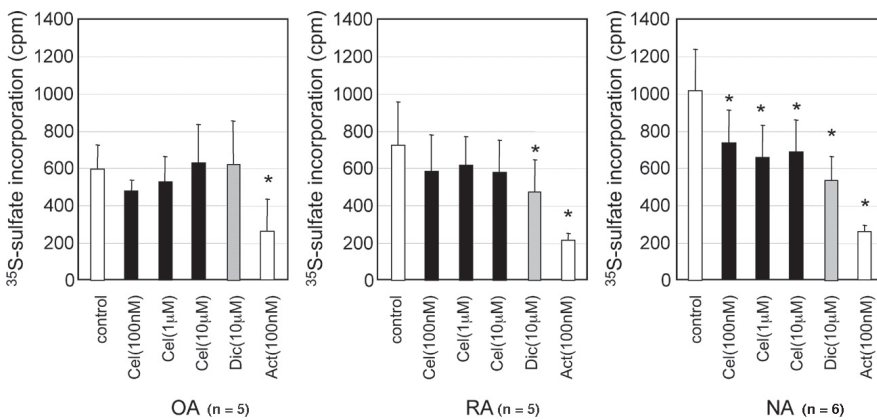 ³⁵S-sulfate incorporation (cpm)
1400
1200
1000
800
600
400
200
0
*
control
Cel(100nM)
Cel(1μM)
Cel(10μM)
Dic(10μM)
Act(100nM)
OA (n = 5)
³⁵S-sulfate incorporation (cpm)
1400
1200
1000
800
600
400
200
0
*
*
control
Cel(100nM)
Cel(1μM)
Cel(10μM)
Dic(10μM)
Act(100nM)
RA (n = 5)
³⁵S-sulfate incorporation (cpm)
1400
1200
1000
800
600
400
200
0
*
*
*
*
*
control
Cel(100nM)
Cel(1μM)
Cel(10μM)
Dic(10μM)
Act(100nM)
NA (n = 6)